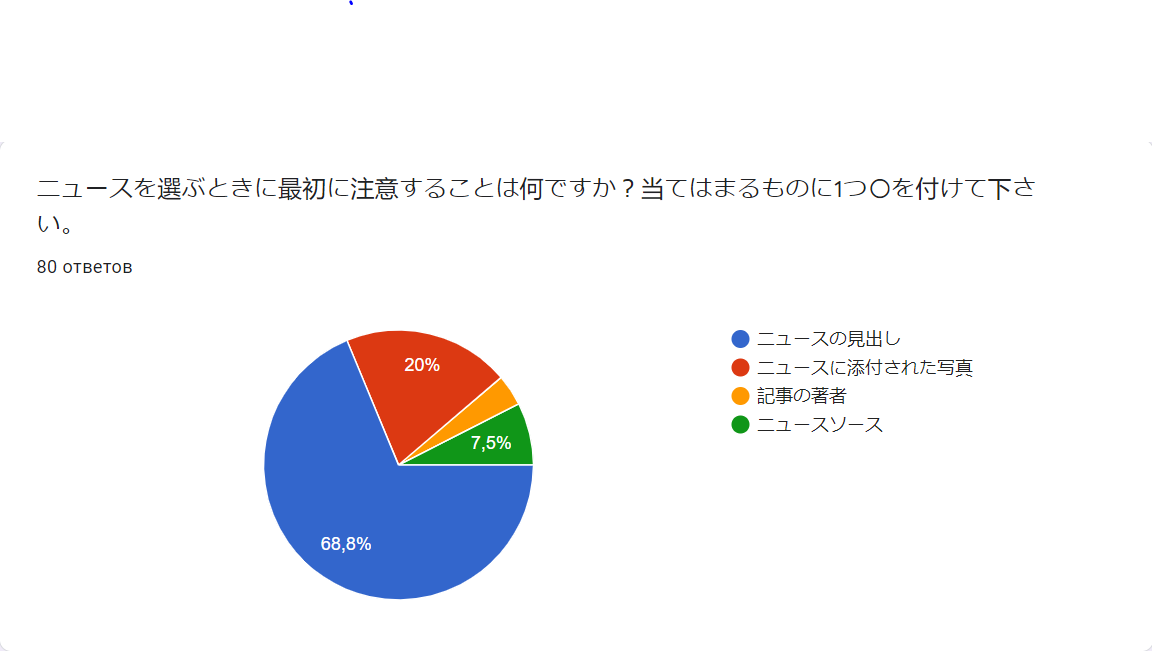 ニュースを選ぶときに最初に注意することは何ですか？当てはまるものに1つ〇を付けて下さ
い。
80 ответов
20%
7,5%
68,8%
ニュースの見出し
ニュースに添付された写真
記事の著者
ニュースソース